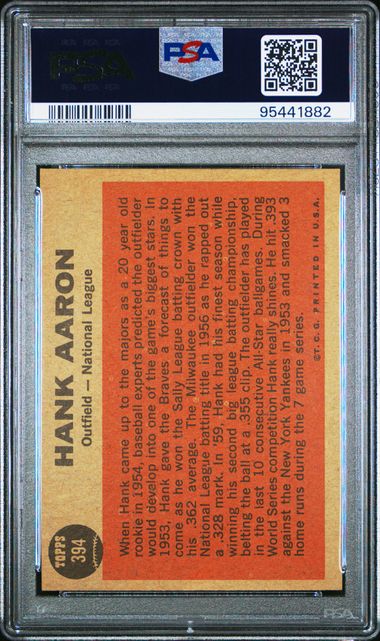 PSA
PSA
95441882
TOPPS
394
HANK AARON
Outfield — National League
When Hank came up to the majors as a 20 year old
rookie in 1954, baseball experts predicted the outfielder
would develop into one of the game's biggest stars. In
1953, Hank gave the Braves a forecast of things to
come as he won the Sally League batting crown with
his .362 average. The Milwaukee outfielder won the
National League batting title in 1956 as he rapped out
a .328 mark. In '59, Hank had his finest season while
winning his second big league batting championship,
belting the ball at a .355 clip. The outfielder has played
in the last 10 consecutive All-Star ballgames. During
World Series competition Hank really shines. He hit .393
against the New York Yankees in 1953 and smacked 3
home runs during the 7 game series.
©T.C.G. PRINTED IN U.S.A.
PSA